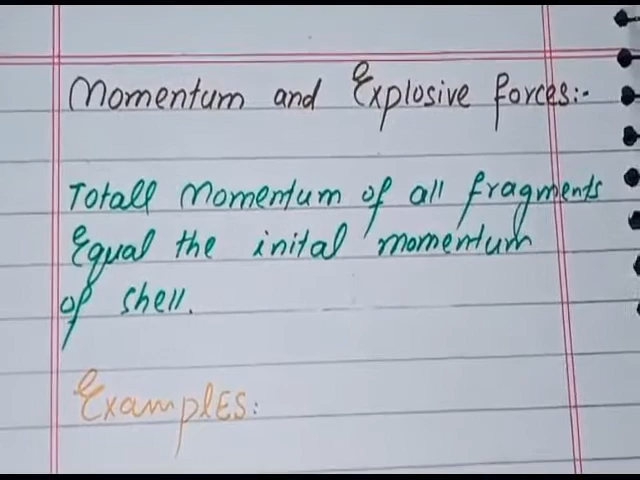 Momentum and Explosive forces:-
Totall Momentum of all fragments
Equal the inital momentum
of shell.
ExamplES: